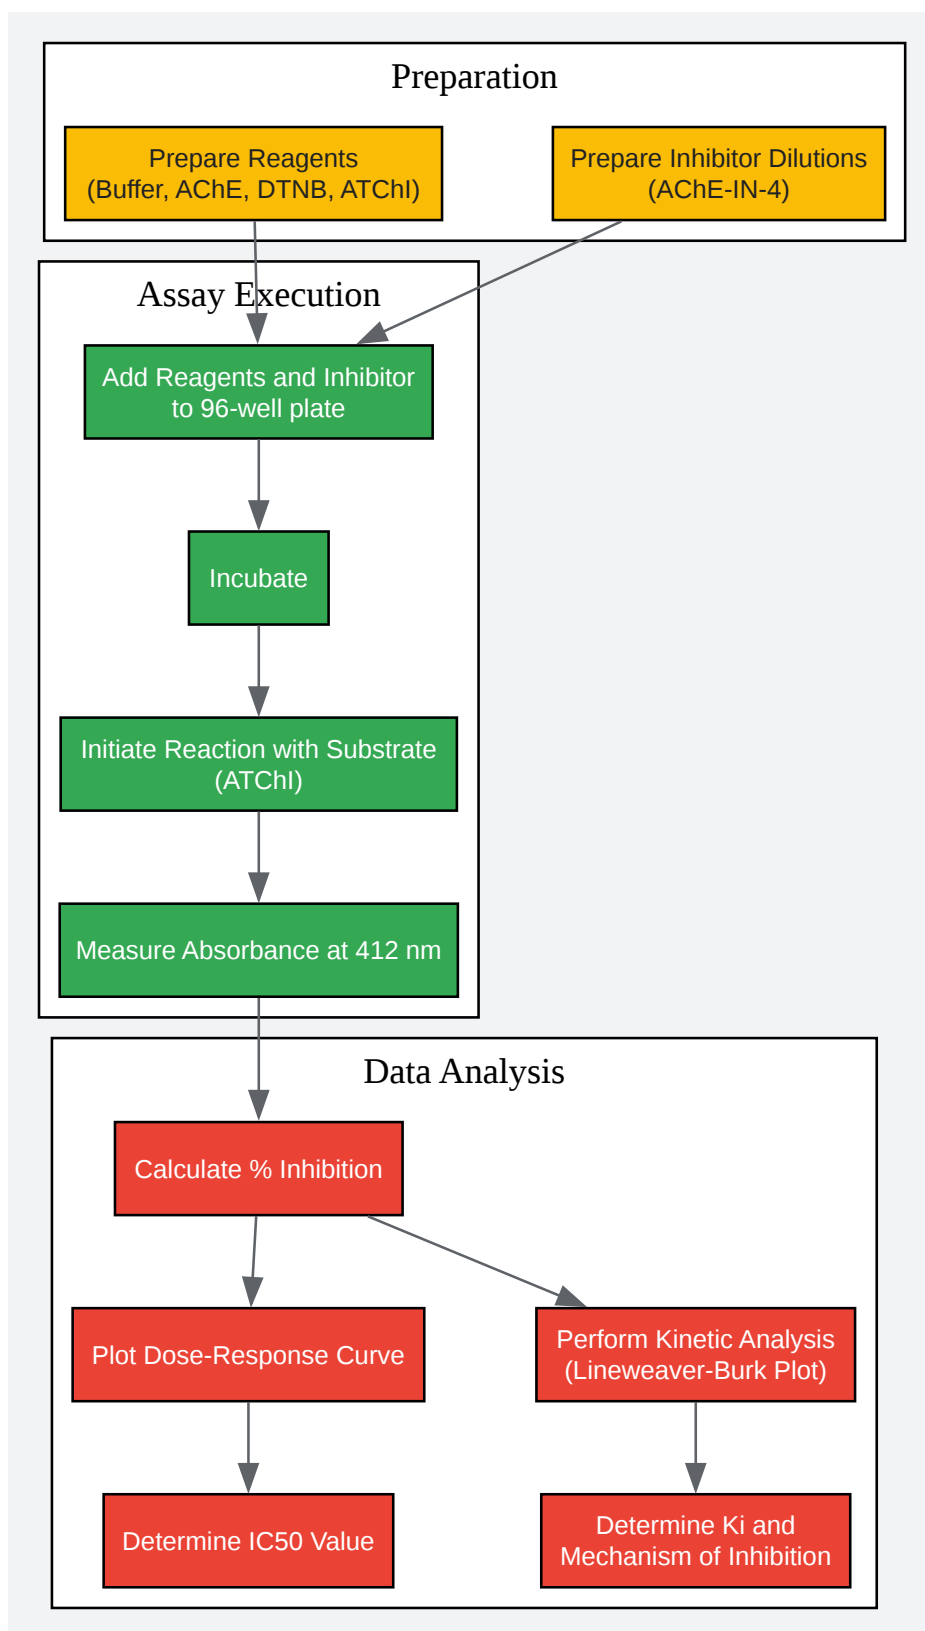 Preparation
Prepare Reagents
(Buffer, AChE, DTNB, ATChI)
Prepare Inhibitor Dilutions
(AChE-IN-4)
Assay Execution
Add Reagents and Inhibitor
to 96-well plate
Incubate
Initiate Reaction with Substrate
(ATChI)
Measure Absorbance at 412 nm
Data Analysis
Calculate % Inhibition
Plot Dose-Response Curve
Perform Kinetic Analysis
(Lineweaver-Burk Plot)
Determine IC50 Value
Determine Ki and
Mechanism of Inhibition